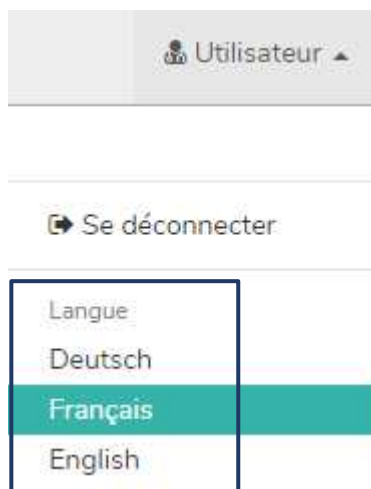 Utilisateur
Se déconnecter
Langue
Deutsch
Français
English